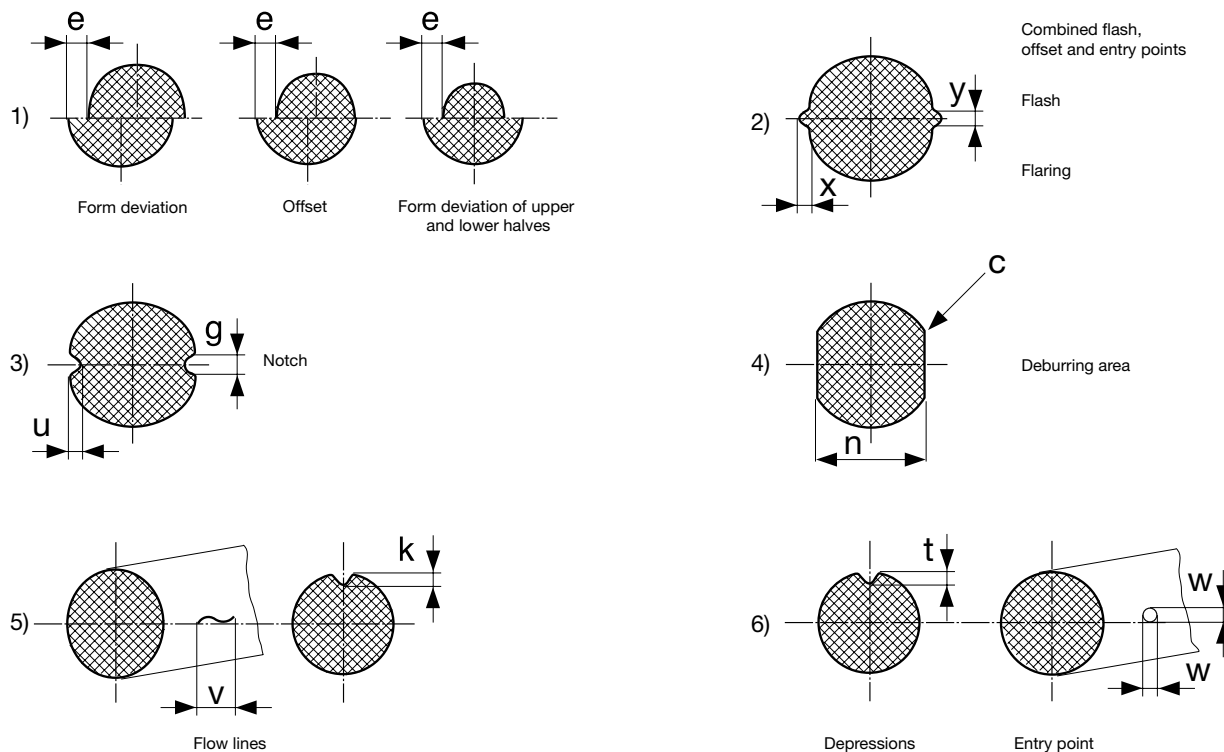 e
e
e
1)
Form deviation
Offset
Form deviation of upper
and lower halves
2)
y
x
Combined flash,
offset and entry points
Flash
Flaring
3)
g
u
Notch
4)
c
n
Deburring area
5)
v
k
Flow lines
6)
t
w
w
Depressions
Entry point